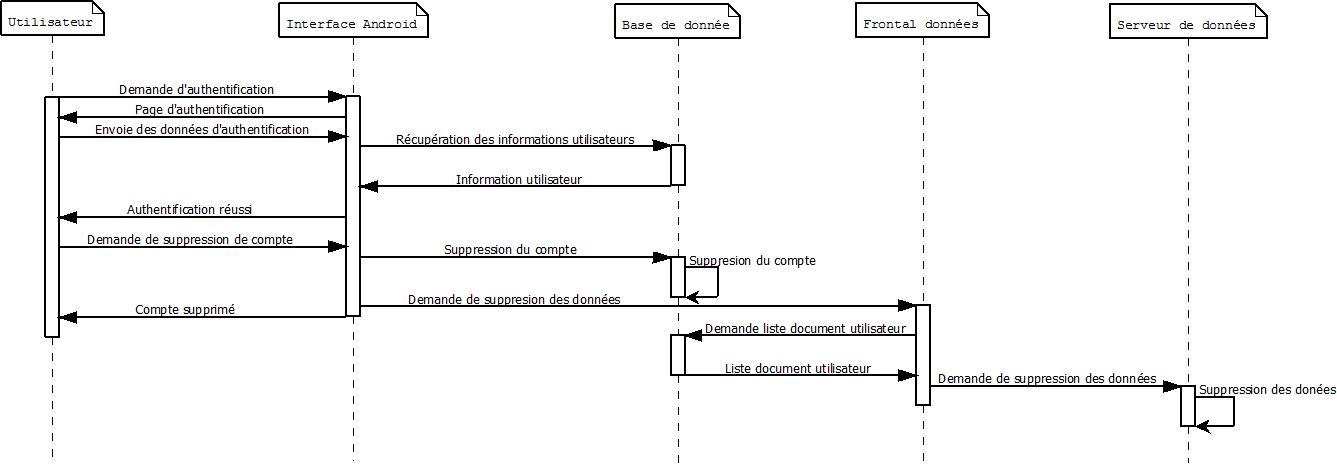 Utilisateur
Interface Android
Base de donnée
Frontal données
Serveur de données
Demande d'authentification
Page d'authentification
Envoie des données d'authentification
Récupération des informations utilisateurs
Information utilisateur
Authentification réussi
Demande de suppression de compte
Suppression du compte
Suppresion du compte
Demande de suppresion des données
Compte supprimé
Demande liste document utilisateur
Liste document utilisateur
Demande de suppression des données
Suppression des donées